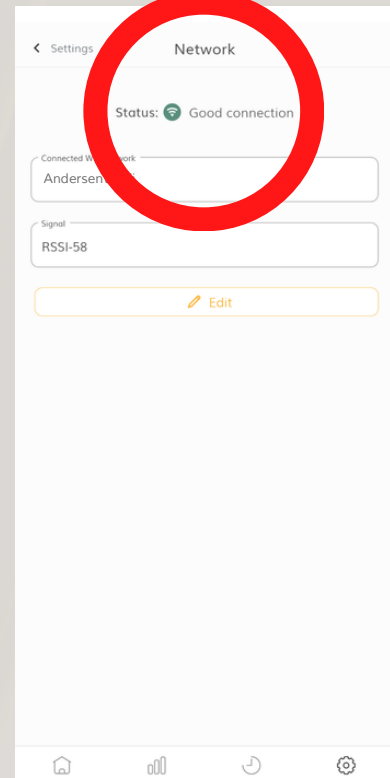 Settings
Network
Status: Good connection
Connected W
Andersen
Signal
RSSI-58
Edit